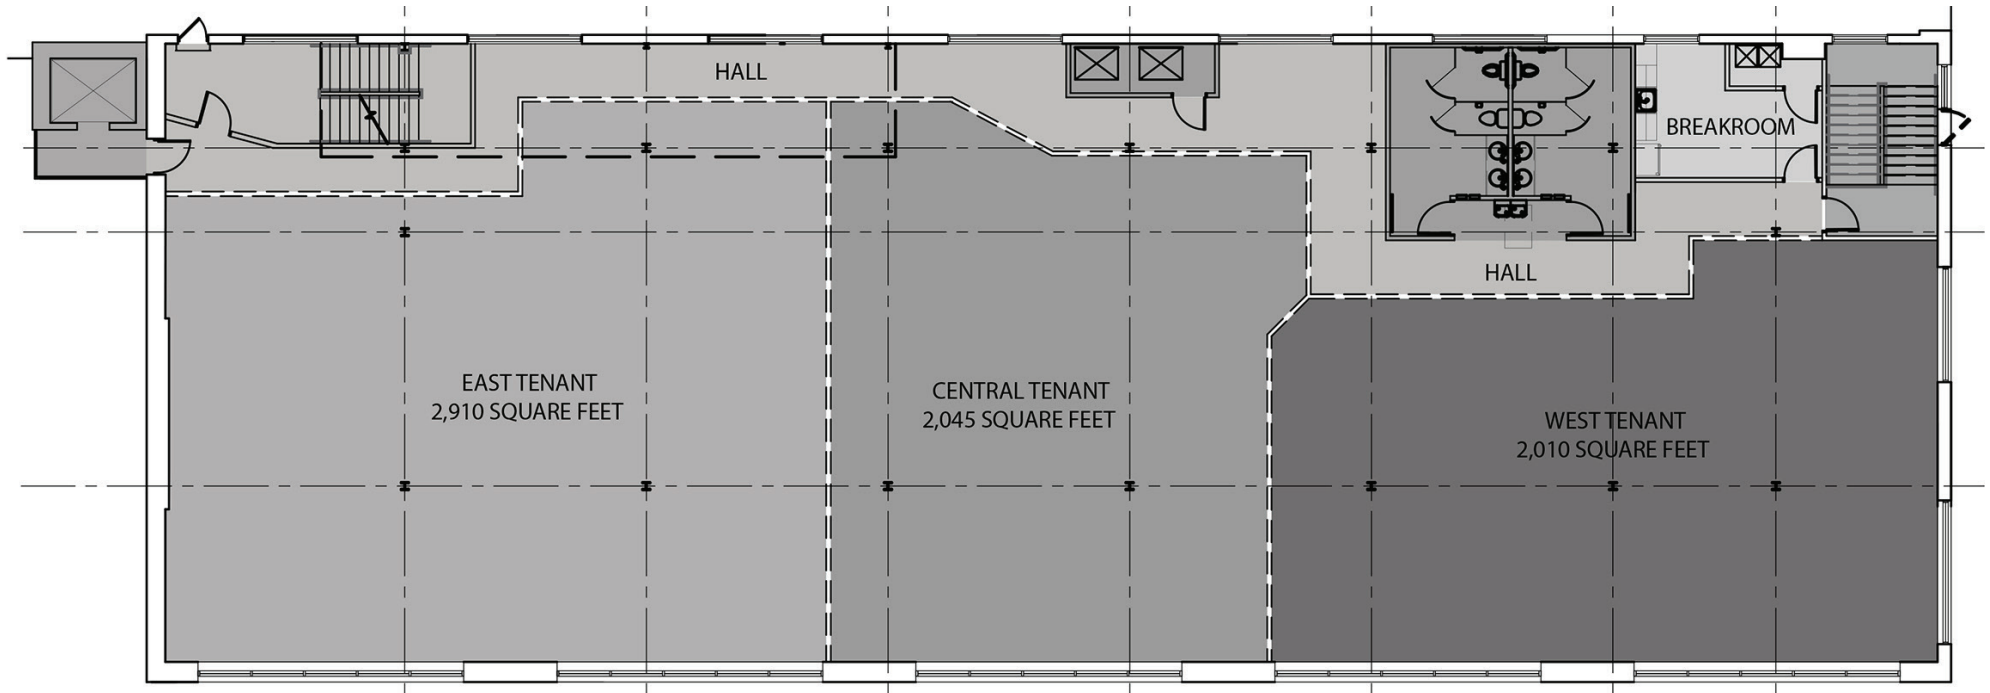 HALL
BREAKROOM
HALL
EAST TENANT
2,910 SQUARE FEET
CENTRAL TENANT
2,045 SQUARE FEET
WEST TENANT
2,010 SQUARE FEET